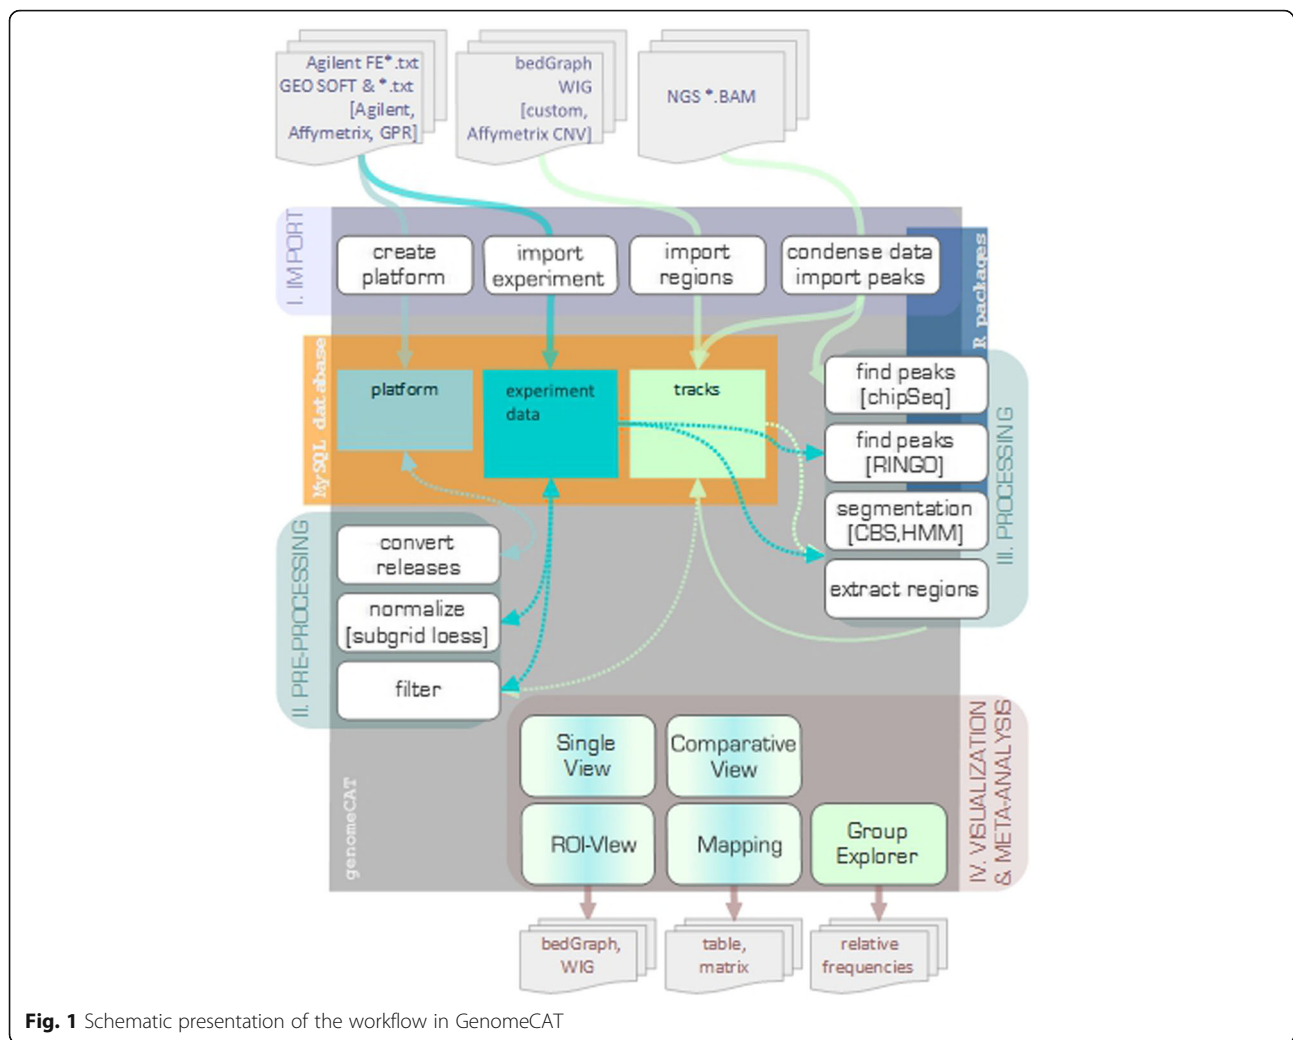 Agilent FE*.txt
GEO SOFT & *.txt
[Agilent,
Affymetrix, GPR]
bedGraph
WIG
[custom,
Affymetrix CNV]
NGS *.BAM
I. IMPORT
create
platform
import
experiment
import
regions
condense data
import peaks
R packages
MySQL database
platform
experiment
data
tracks
find peaks
[chipSeq]
find peaks
[RINGO]
segmentation
[CBS,HMM]
extract regions
III. PROCESSING
II. PRE-PROCESSING
convert
releases
normalize
[subgrid loess]
filter
genomeCAT
Single
View
Comparative
View
ROI-VIew
Mapping
Group
Explorer
IV. VISUALIZATION
& META-ANALYSIS
bedGraph,
WIG
table,
matrix
relative
frequencies
Fig. 1 Schematic presentation of the workflow in GenomeCAT